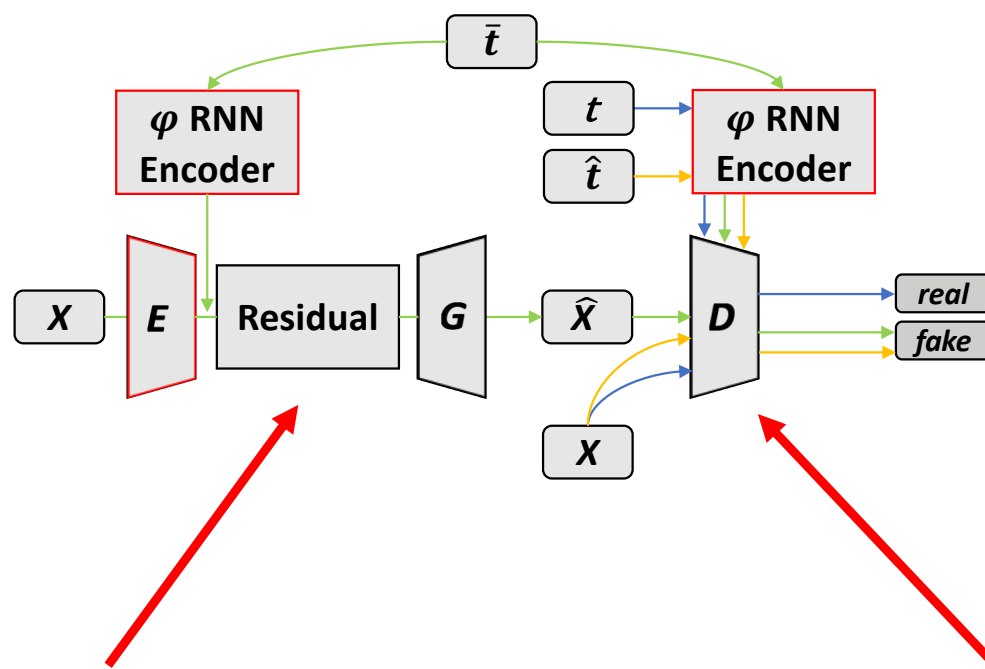 t̄
φ RNN
Encoder
t
t̂
φ RNN
Encoder
X
E
Residual
G
X̂
D
real
fake
X